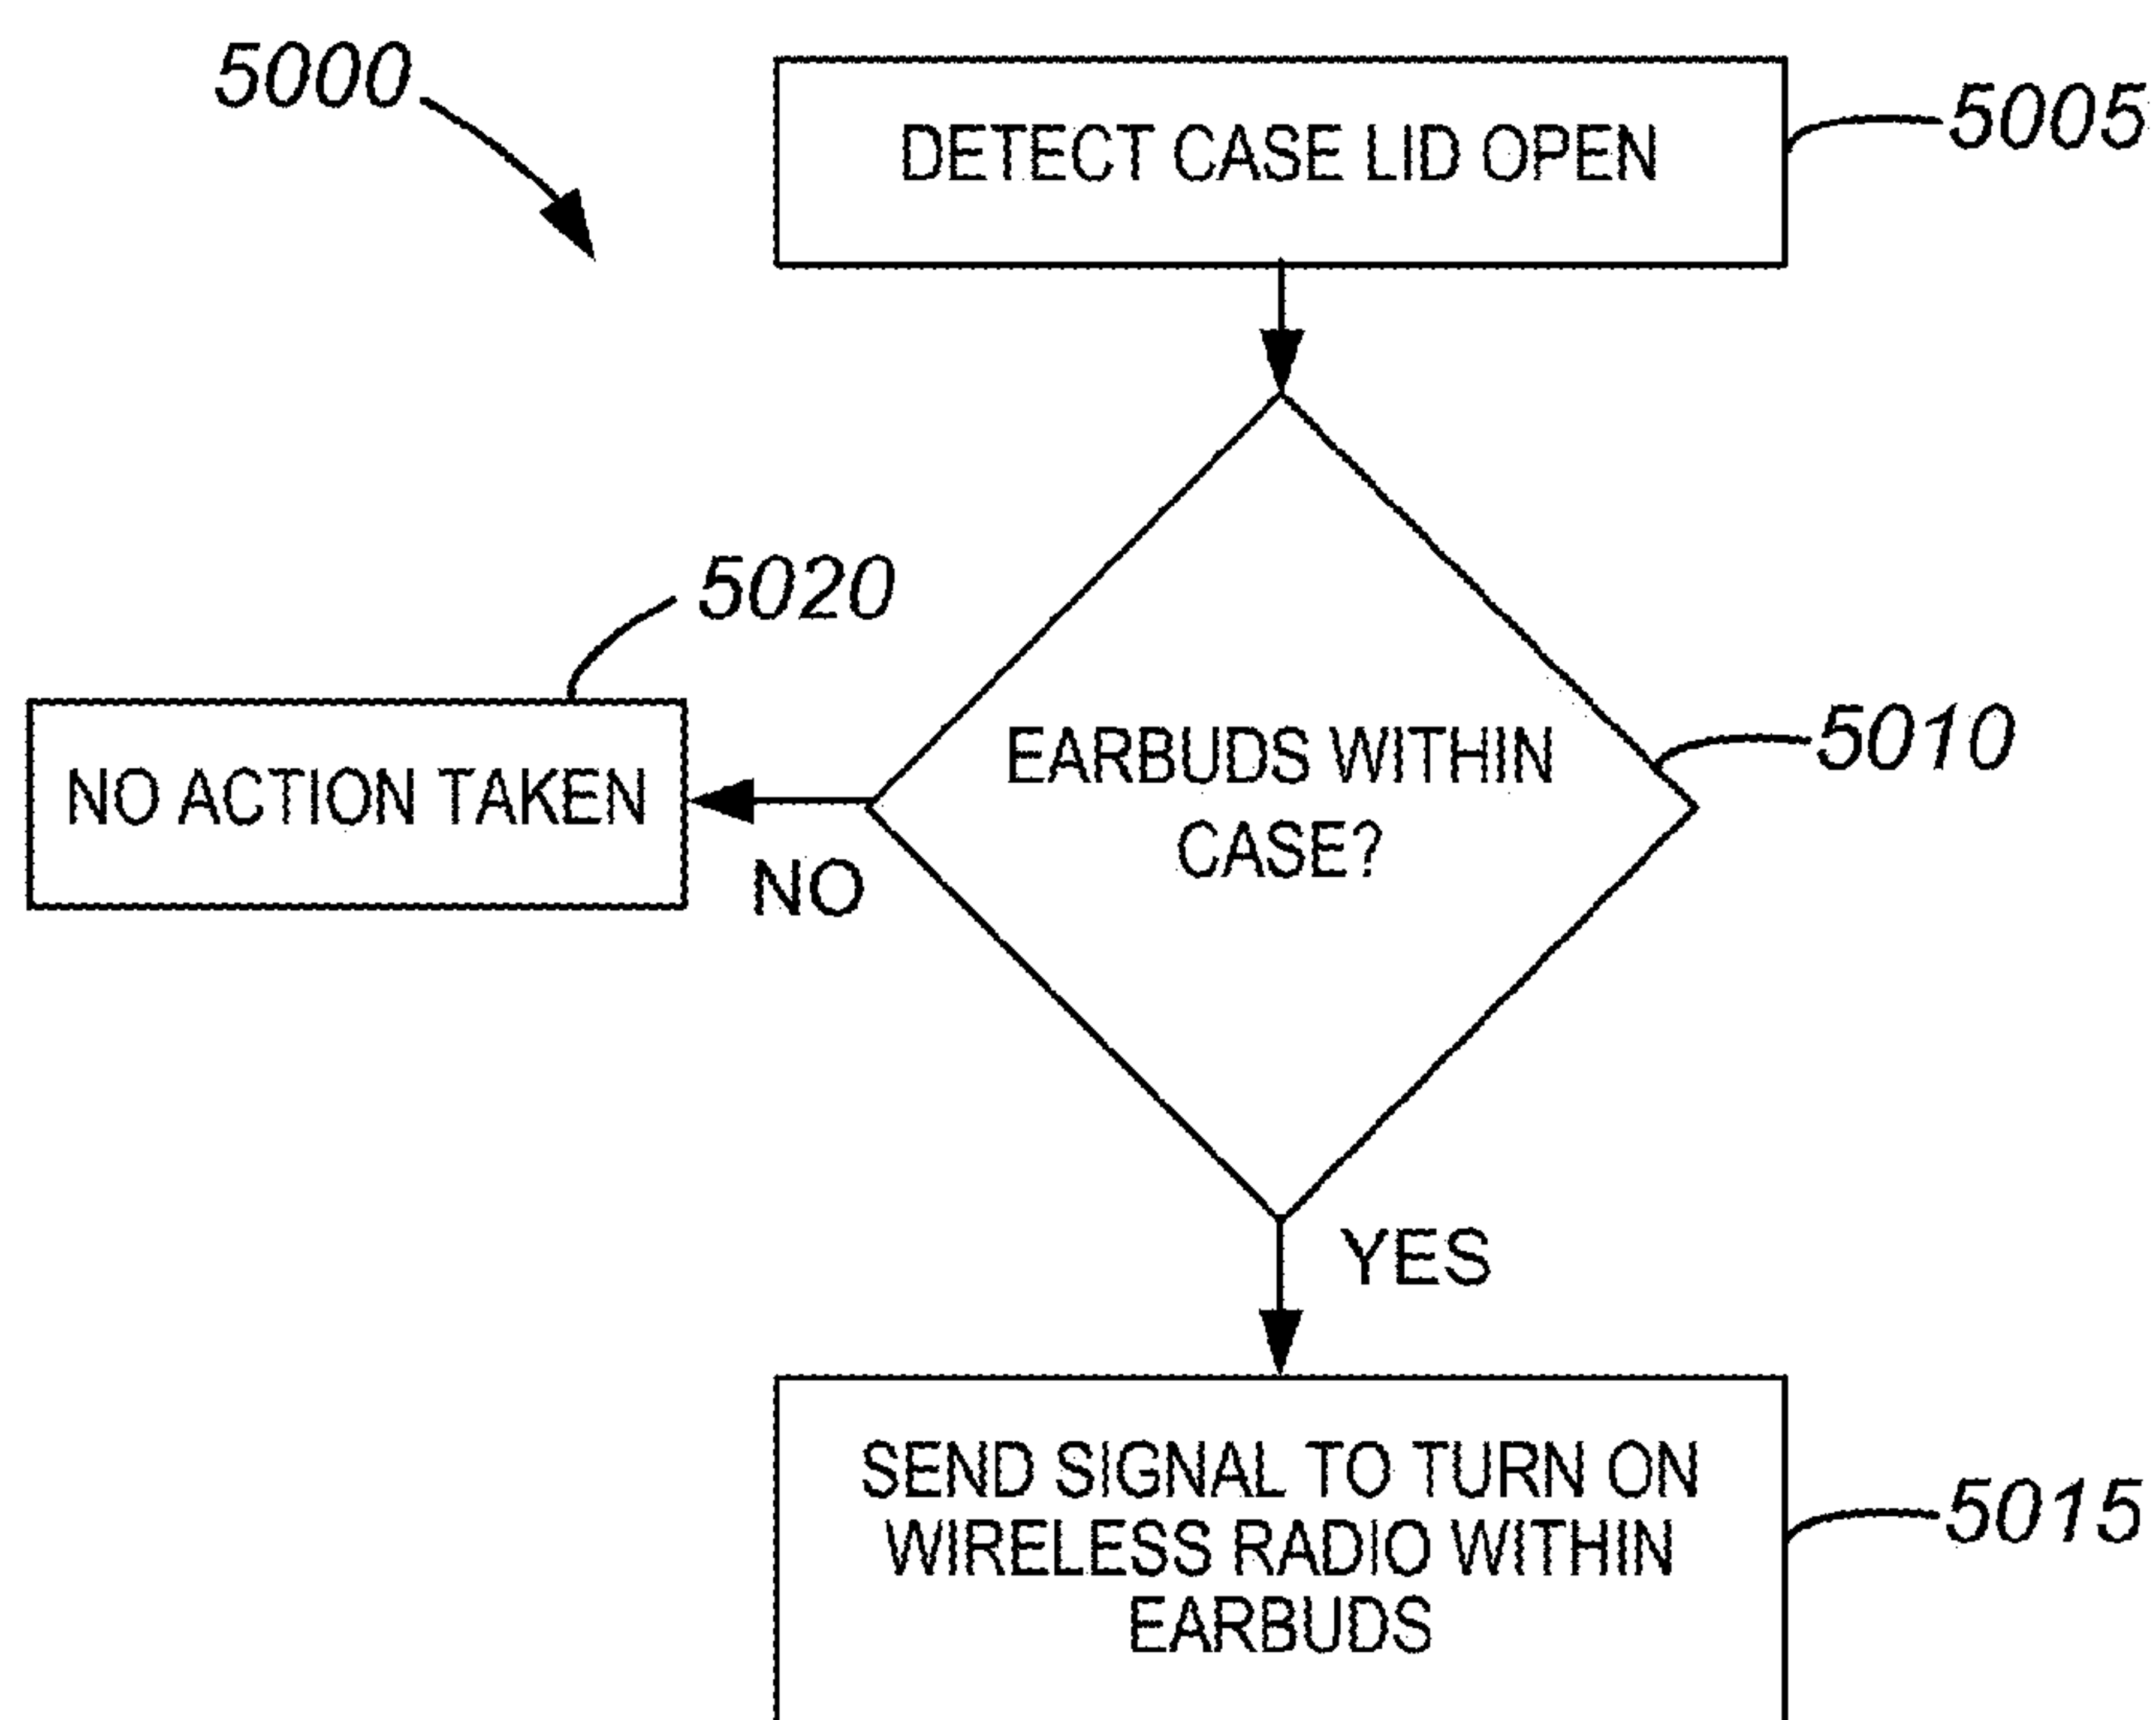 5000
DETECT CASE LID OPEN
5005
5020
NO ACTION TAKEN
NO
EARBUDS WITHIN
CASE?
5010
YES
SEND SIGNAL TO TURN ON
WIRELESS RADIO WITHIN
EARBUDS
5015